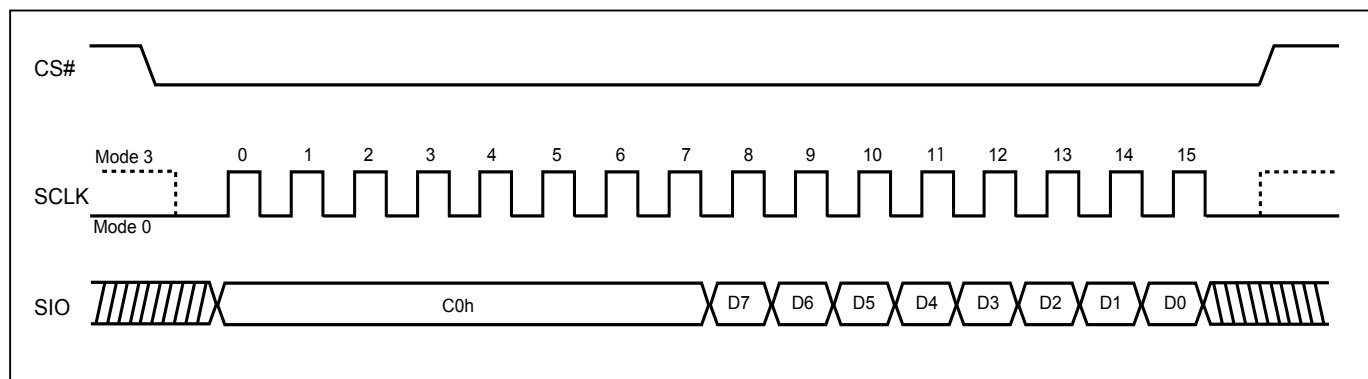 CS#
Mode 3
0 1 2 3 4 5 6 7 8 9 10 11 12 13 14 15
SCLK
Mode 0
SIO
C0h D7 D6 D5 D4 D3 D2 D1 D0